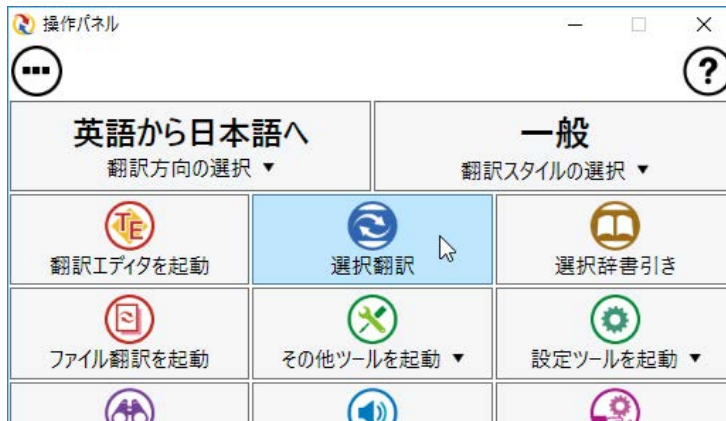 操作パネル
英語から日本語へ
翻訳方向の選択 ▼
一般
翻訳スタイルの選択 ▼
TE
翻訳エディタを起動
選択翻訳
選択辞書引き
ファイル翻訳を起動
その他ツールを起動 ▼
設定ツールを起動 ▼